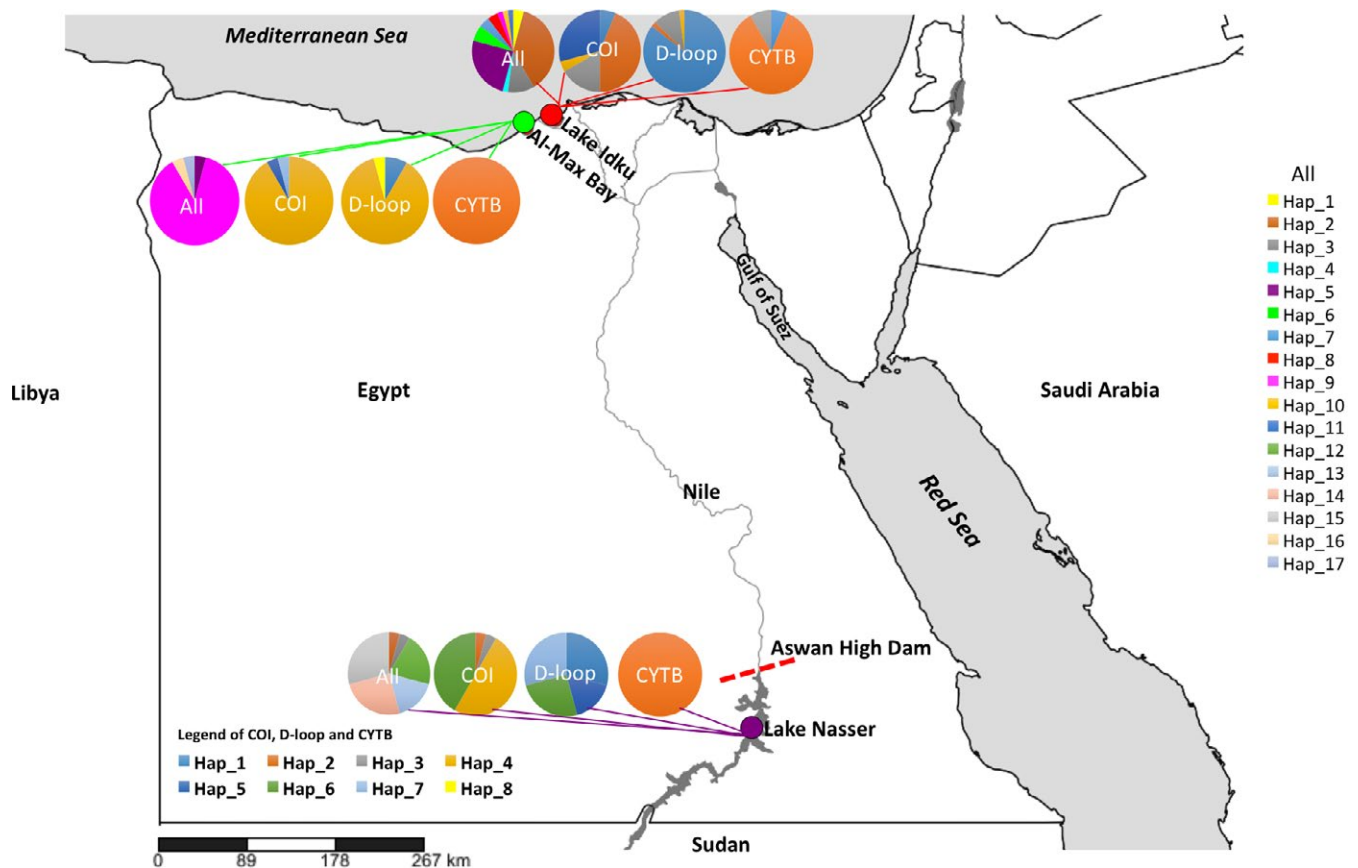 Mediterranean Sea
All
COI
D-loop
CYTB
Lake Idku
Al-Max Bay
All
COI
D-loop
CYTB
Gulf of Suez
Libya
Egypt
Saudi Arabia
Nile
Red Sea
Aswan High Dam
All
COI
D-loop
CYTB
Lake Nasser
Legend of COI, D-loop and CYTB
Hap_1 Hap_2 Hap_3 Hap_4
Hap_5 Hap_6 Hap_7 Hap_8
Sudan
0 89 178 267 km
All
Hap_1
Hap_2
Hap_3
Hap_4
Hap_5
Hap_6
Hap_7
Hap_8
Hap_9
Hap_10
Hap_11
Hap_12
Hap_13
Hap_14
Hap_15
Hap_16
Hap_17